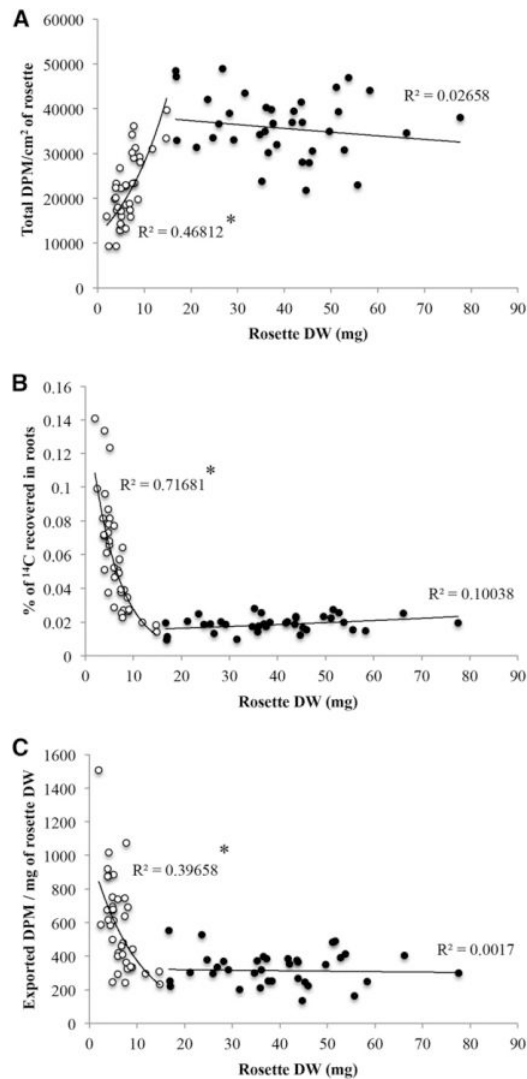 A
60000
50000
40000
30000
20000
10000
0
Total DPM/cm² of rosette
R² = 0.02658
R² = 0.46812 *
0 10 20 30 40 50 60 70 80 90
Rosette DW (mg)
B
0.16
0.14
0.12
0.1
0.08
0.06
0.04
0.02
0
% of ¹⁴C recovered in roots
R² = 0.71681 *
R² = 0.10038
0 10 20 30 40 50 60 70 80 90
Rosette DW (mg)
C
1600
1400
1200
1000
800
600
400
200
0
Exported DPM / mg of rosette DW
R² = 0.39658 *
R² = 0.0017
0 10 20 30 40 50 60 70 80 90
Rosette DW (mg)